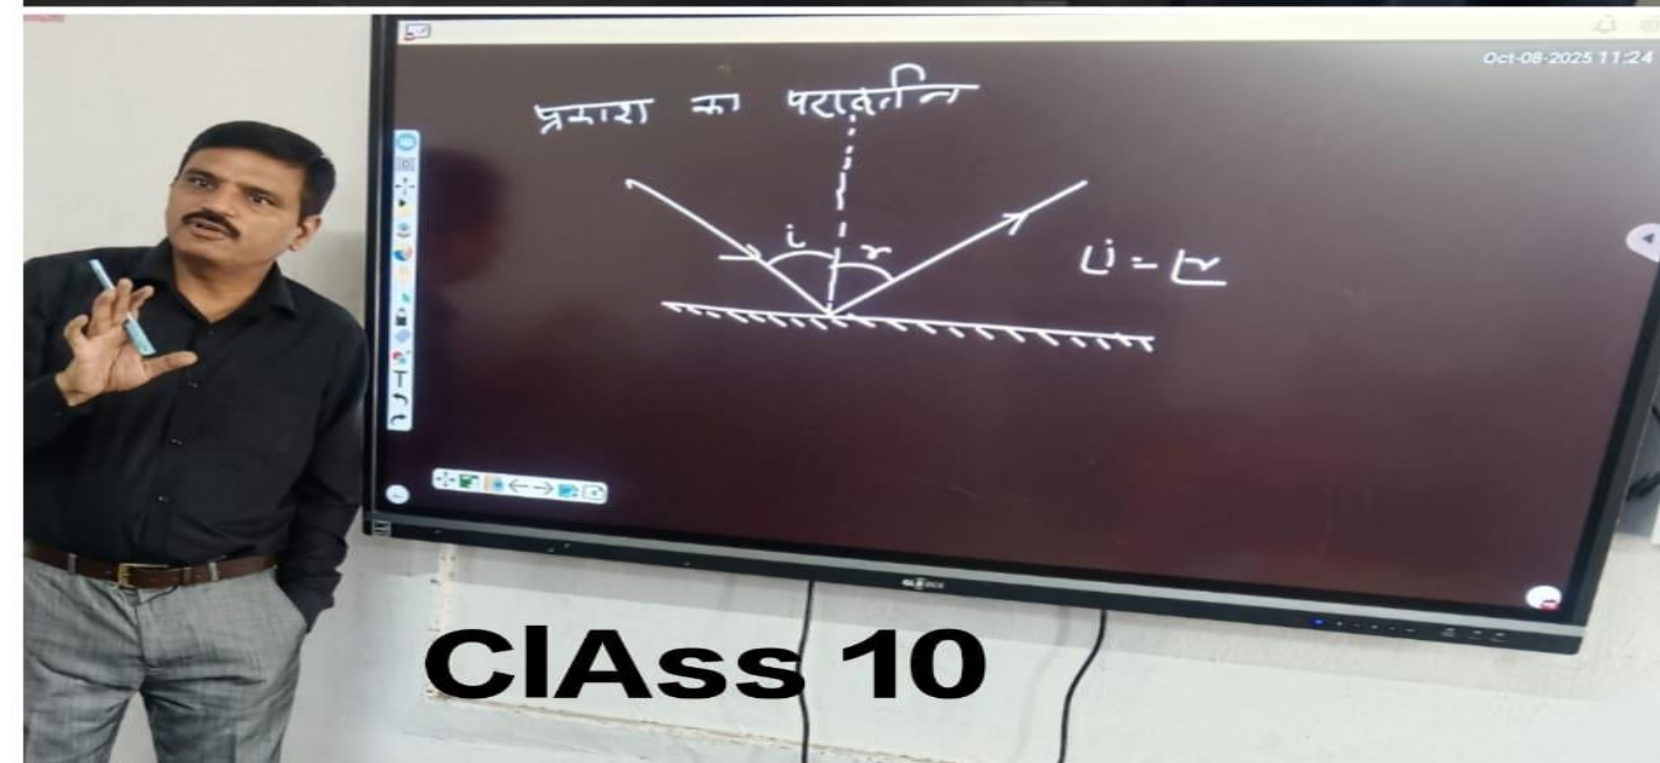 Oct-08-2025 11:24
प्रकाश का परावर्तन
i r
∠i = ∠r
T
ClAss 10